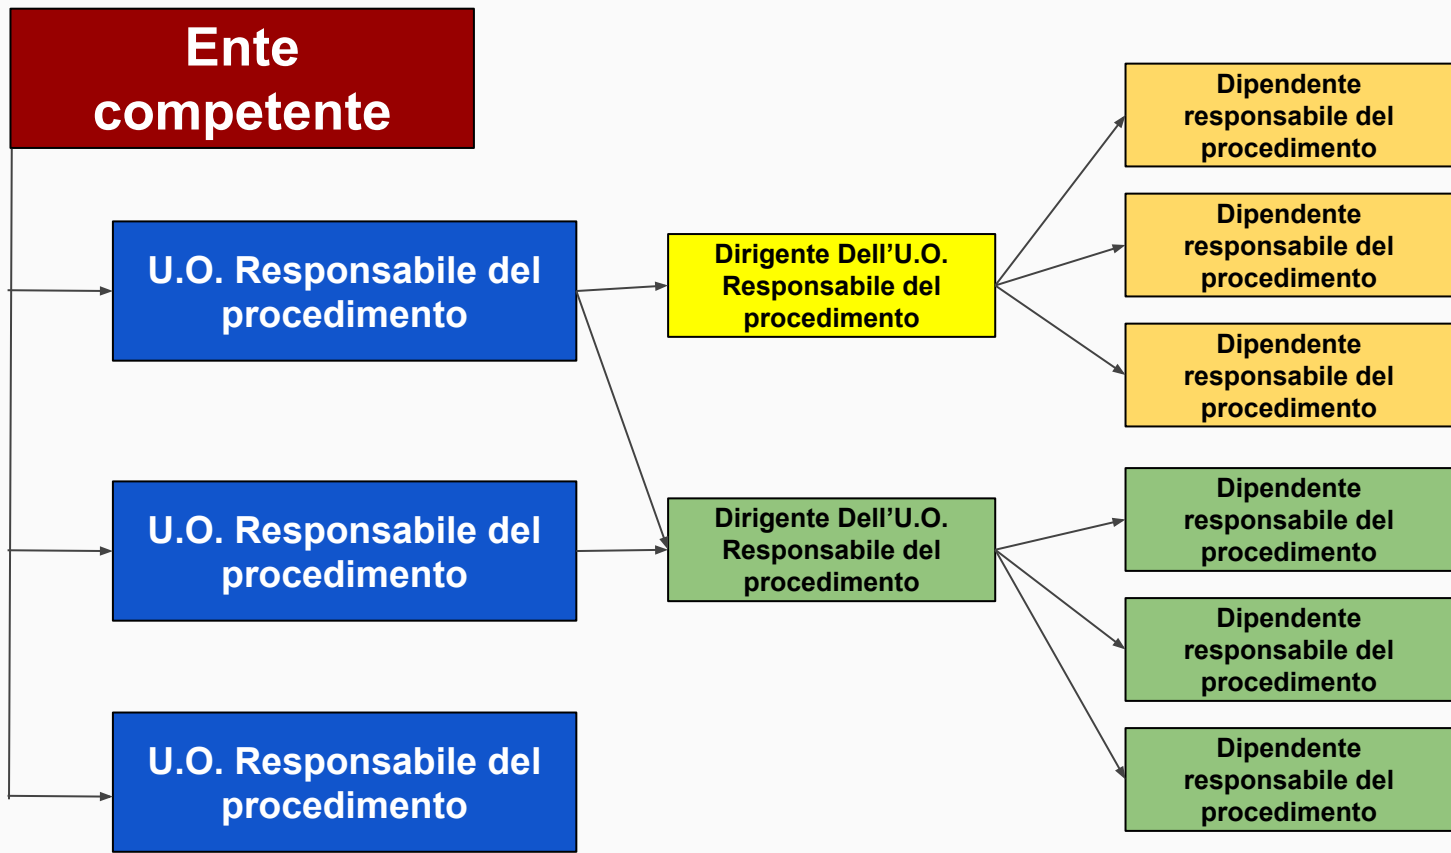 Ente
competente
U.O. Responsabile del
procedimento
U.O. Responsabile del
procedimento
U.O. Responsabile del
procedimento
Dirigente Dell’U.O.
Responsabile del
procedimento
Dirigente Dell’U.O.
Responsabile del
procedimento
Dipendente
responsabile del
procedimento
Dipendente
responsabile del
procedimento
Dipendente
responsabile del
procedimento
Dipendente
responsabile del
procedimento
Dipendente
responsabile del
procedimento
Dipendente
responsabile del
procedimento